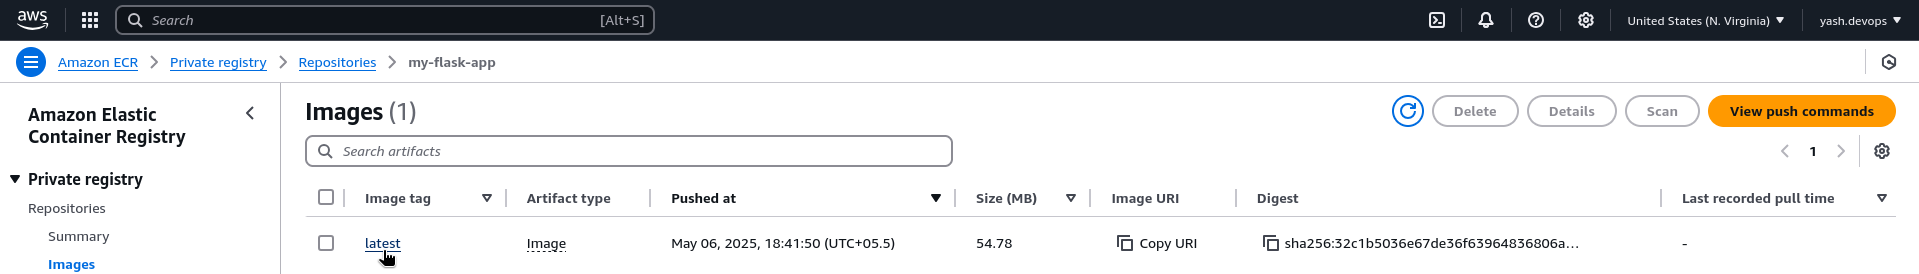 aws Search [Alt+S] United States (N. Virginia) yash.devops
Amazon ECR Private registry Repositories my-flask-app
Amazon Elastic
Container Registry
Private registry
Repositories
Summary
Images
Images (1) Delete Details Scan View push commands
Search artifacts 1
Image tag Artifact type Pushed at Size (MB) Image URI Digest Last recorded pull time
latest Image May 06, 2025, 18:41:50 (UTC+05.5) 54.78 Copy URI sha256:32c1b5036e67de36f63964836806a... -